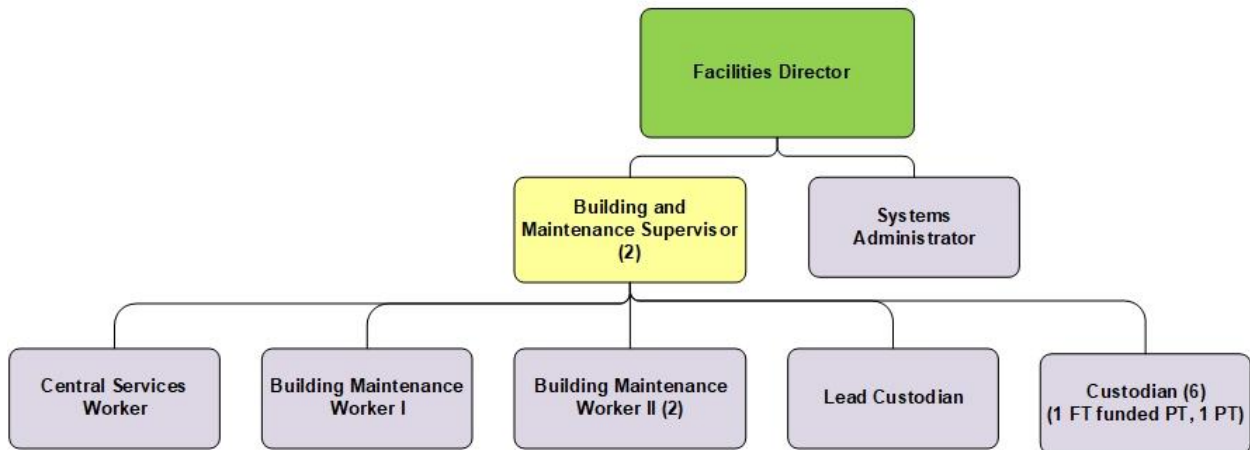 Facilities Director
Building and
Maintenance Supervisor
(2)
Systems
Administrator
Central Services
Worker
Building Maintenance
Worker I
Building Maintenance
Worker II (2)
Lead Custodian
Custodian (6)
(1 FT funded PT, 1 PT)